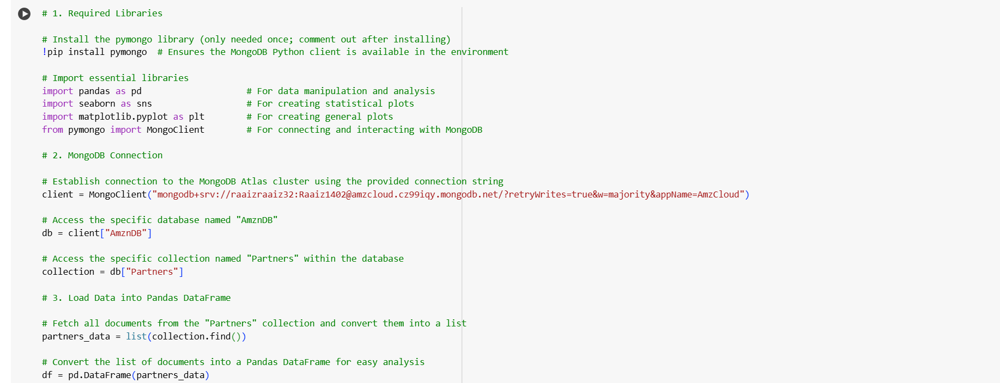 # 1. Required Libraries
# Install the pymongo library (only needed once; comment out after installing)
!pip install pymongo  # Ensures the MongoDB Python client is available in the environment
# Import essential libraries
import pandas as pd                    # For data manipulation and analysis
import seaborn as sns                  # For creating statistical plots
import matplotlib.pyplot as plt        # For creating general plots
from pymongo import MongoClient        # For connecting and interacting with MongoDB
# 2. MongoDB Connection
# Establish connection to the MongoDB Atlas cluster using the provided connection string
client = MongoClient("mongodb+srv://raaizraaiz32:Raaiz1402@amzcloud.cz99iqy.mongodb.net/?retryWrites=true&w=majority&appName=AmzCloud")
# Access the specific database named "AmznDB"
db = client["AmznDB"]
# Access the specific collection named "Partners" within the database
collection = db["Partners"]
# 3. Load Data into Pandas DataFrame
# Fetch all documents from the "Partners" collection and convert them into a list
partners_data = list(collection.find())
# Convert the list of documents into a Pandas DataFrame for easy analysis
df = pd.DataFrame(partners_data)